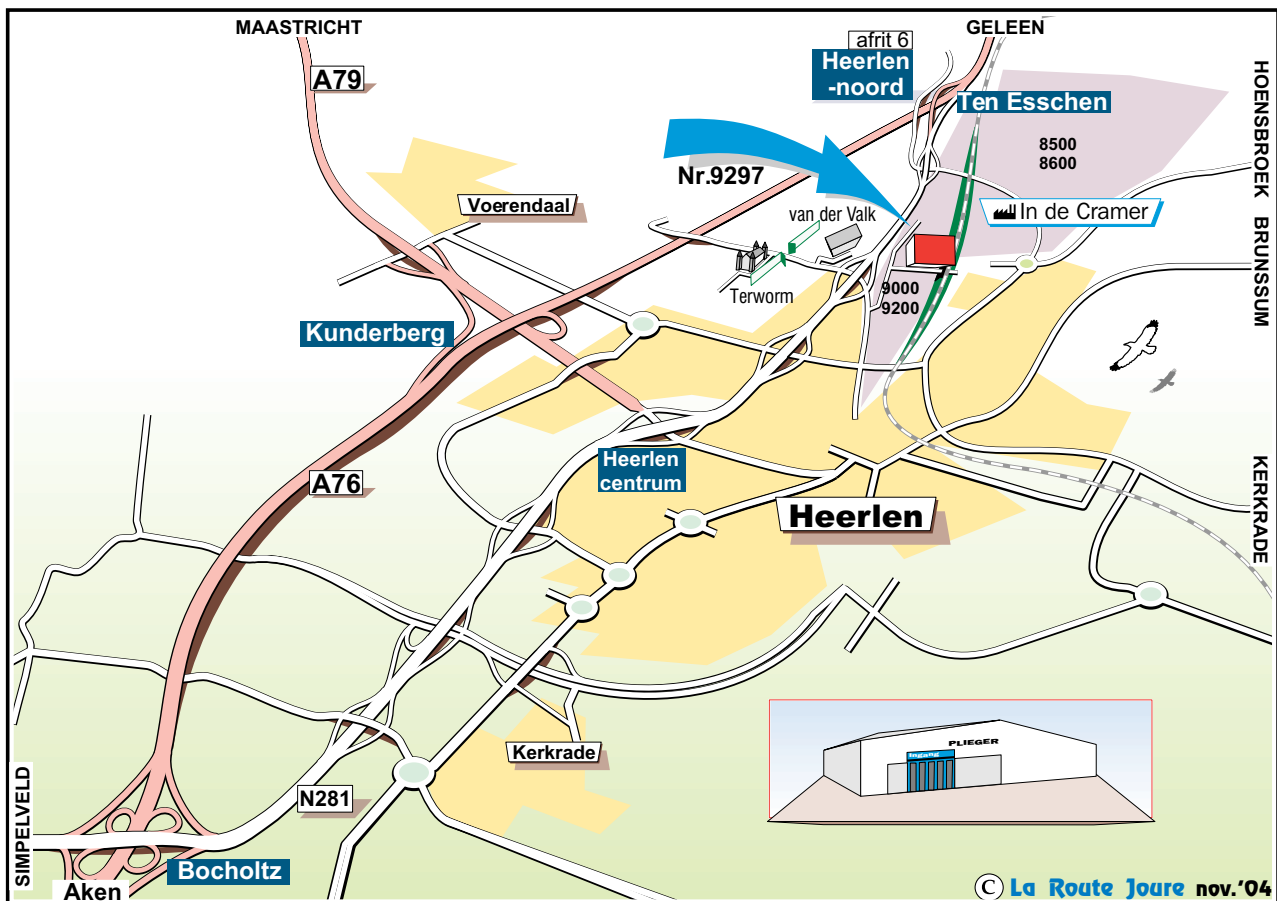 MAASTRICHT
GELEEN
afrit 6
Heerlen
-noord
A79
Ten Esschen
HOENSBROEK BRUNSSUM
8500
8600
Nr.9297
Voerendaal
van der Valk
In de Cramer
Terworm
9000
9200
Kunderberg
Heerlen
centrum
A76
Heerlen
KERKRADE
Kerkrade
PLIEGER
Ingang
N281
SIMPELVELD
Bocholtz
Aken
© La Route Joure nov.'04